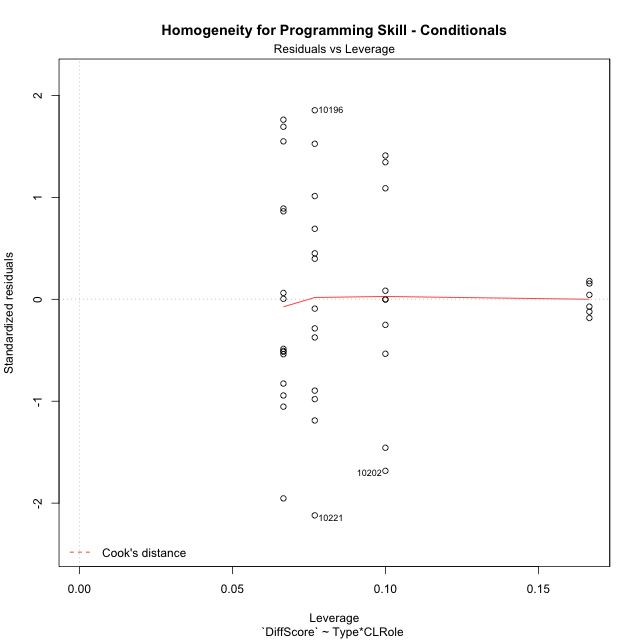 Homogeneity for Programming Skill - Conditionals
Residuals vs Leverage
Standardized residuals
2
1
0
-1
-2
10196
10202
10221
Cook's distance
0.00 0.05 0.10 0.15
Leverage
`DiffScore` ~ Type*CLRole